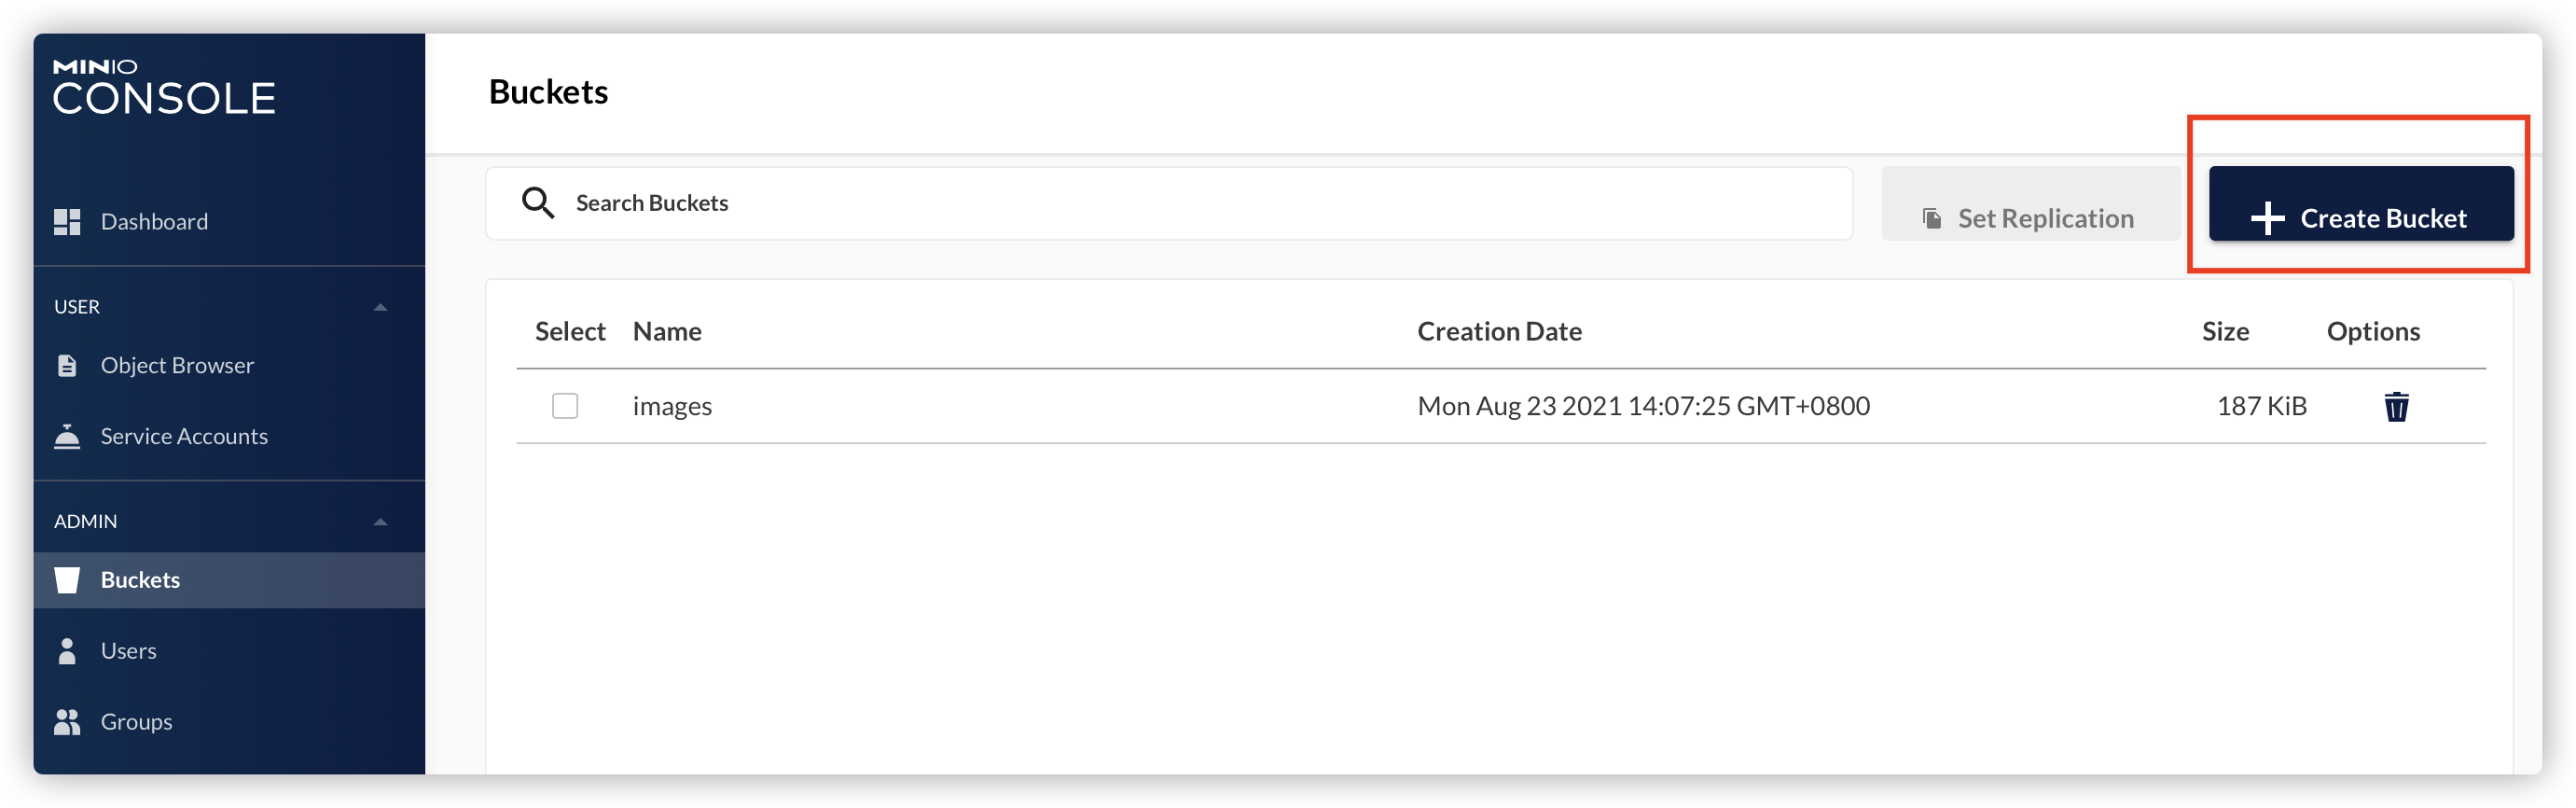 MINIO
CONSOLE
Dashboard
USER
Object Browser
Service Accounts
ADMIN
Buckets
Users
Groups
Buckets
Search Buckets
Set Replication
Create Bucket
Select Name Creation Date Size Options
images Mon Aug 23 2021 14:07:25 GMT+0800 187 KiB